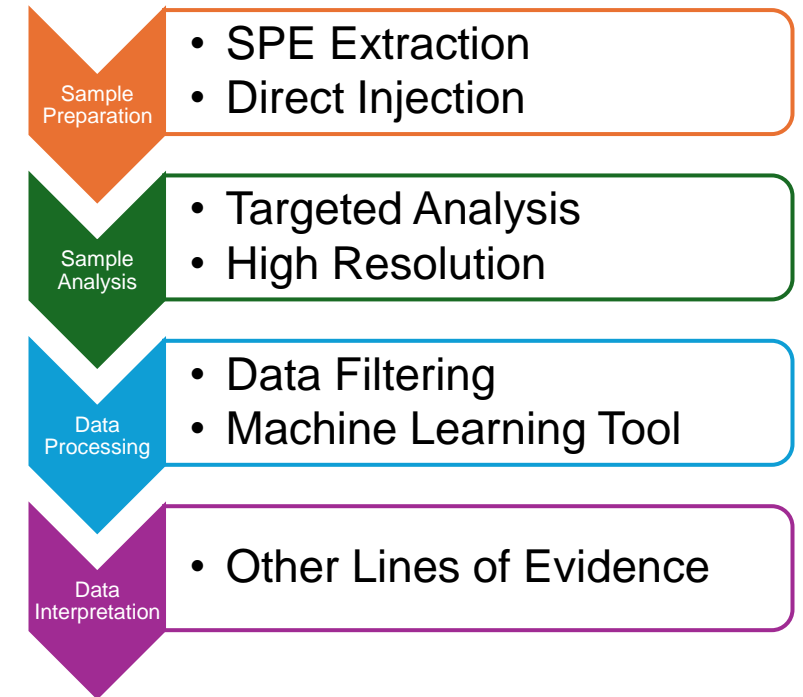 Sample
Preparation
• SPE Extraction
• Direct Injection
Sample
Analysis
• Targeted Analysis
• High Resolution
Data
Processing
• Data Filtering
• Machine Learning Tool
Data
Interpretation
• Other Lines of Evidence